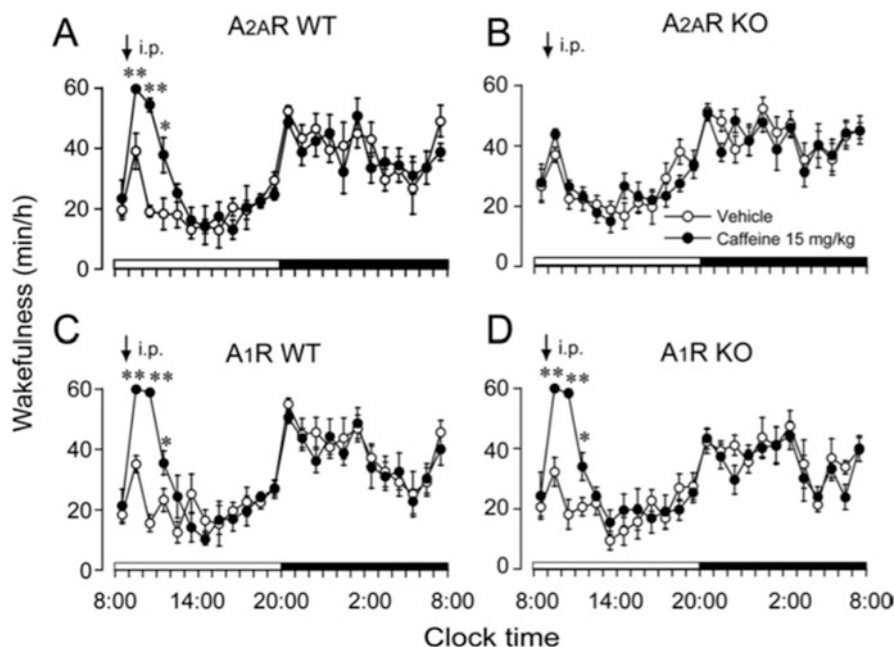 A
A2AR WT
B
A2AR KO
i.p.
i.p.
** ** *
60
40
20
0
60
40
20
0
Vehicle
Caffeine 15 mg/kg
Wakefulness (min/h)
C
A1R WT
D
A1R KO
i.p.
i.p.
** ** *
** ** *
60
40
20
0
60
40
20
0
8:00 14:00 20:00 2:00
8:00 14:00 20:00 2:00 8:00
Clock time